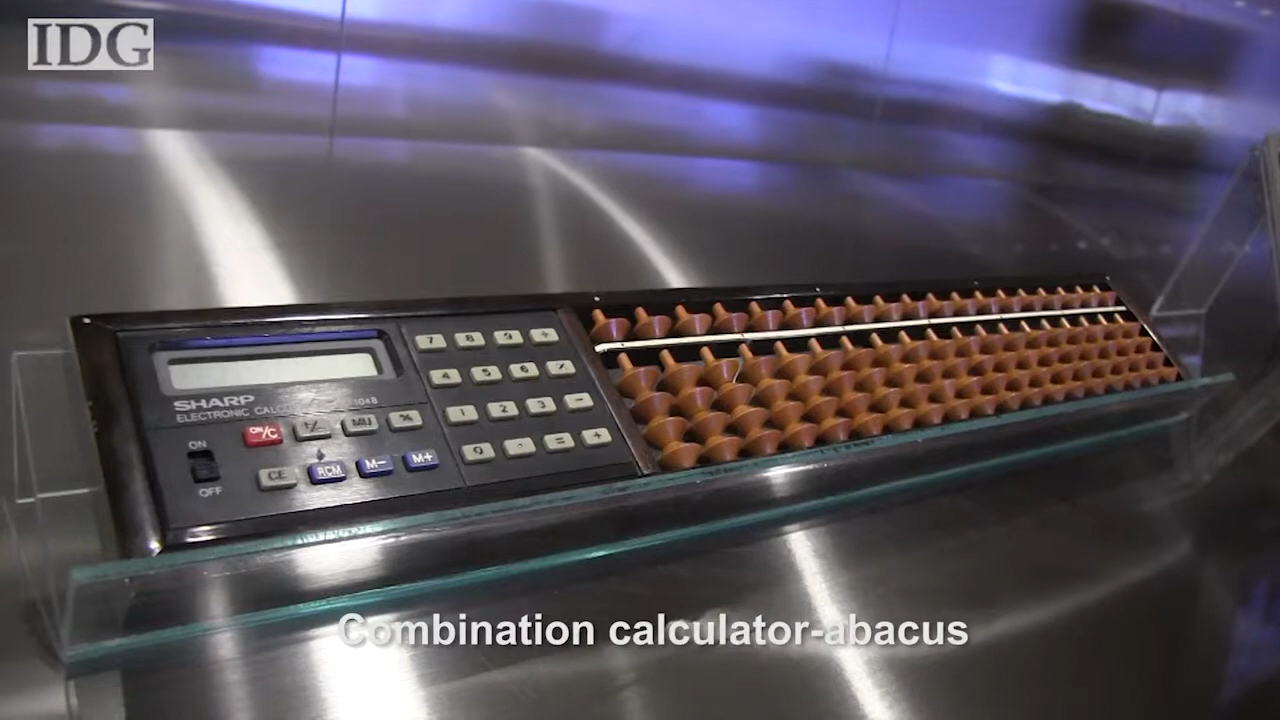 IDG
SHARP
ELECTRONIC
ON/C +/- MU %
CE RCM M- M+
ON
OFF
7 8 9 ÷
4 5 6
1 2 3 -
0 . = +
Combination calculator-abacus